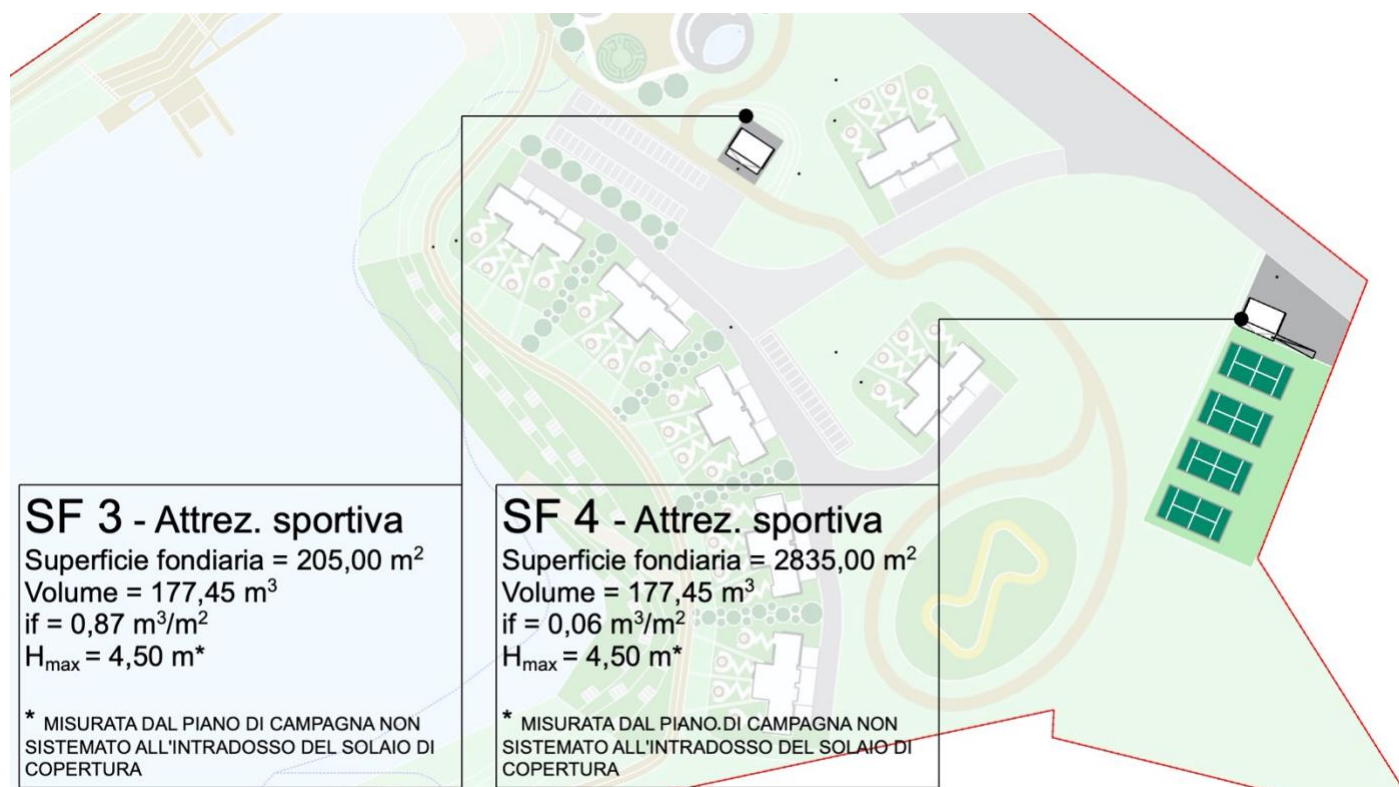 SF 3 - Attrez. sportiva
Superficie fondiaria = 205,00 m²
Volume = 177,45 m³
if = 0,87 m³/m²
Hmax = 4,50 m*
* MISURATA DAL PIANO DI CAMPAGNA NON
SISTEMATO ALL'INTRADOSSO DEL SOLAIO DI
COPERTURA
SF 4 - Attrez. sportiva
Superficie fondiaria = 2835,00 m²
Volume = 177,45 m³
if = 0,06 m³/m²
Hmax = 4,50 m*
* MISURATA DAL PIANO.DI CAMPAGNA NON
SISTEMATO ALL'INTRADOSSO DEL SOLAIO DI
COPERTURA